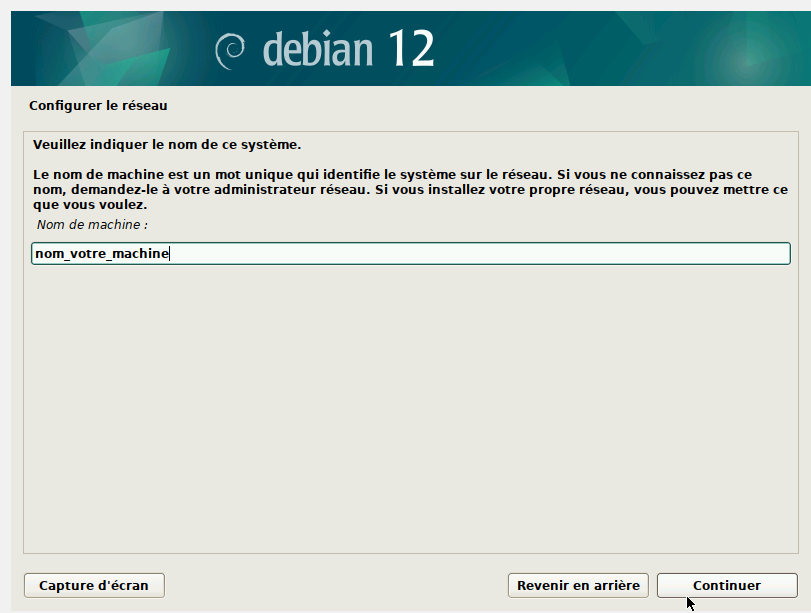 debian 12
Configurer le réseau
Veuillez indiquer le nom de ce système.
Le nom de machine est un mot unique qui identifie le système sur le réseau. Si vous ne connaissez pas ce
nom, demandez-le à votre administrateur réseau. Si vous installez votre propre réseau, vous pouvez mettre ce
que vous voulez.
Nom de machine :
nom_votre_machine
Capture d'écran
Revenir en arrière
Continuer